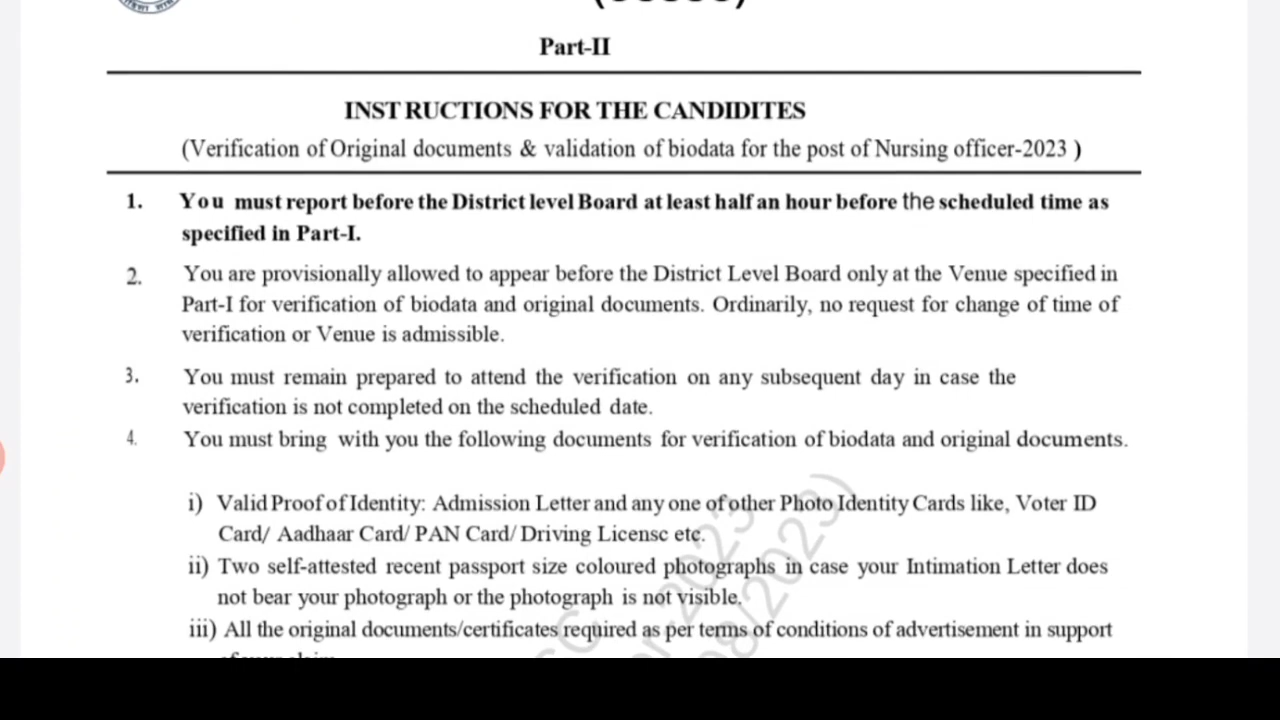 Part-II
INSTRUCTIONS FOR THE CANDIDITES
(Verification of Original documents & validation of biodata for the post of Nursing officer-2023 )
1. You must report before the District level Board at least half an hour before the scheduled time as
specified in Part-I.
2. You are provisionally allowed to appear before the District Level Board only at the Venue specified in
Part-I for verification of biodata and original documents. Ordinarily, no request for change of time of
verification or Venue is admissible.
3. You must remain prepared to attend the verification on any subsequent day in case the
verification is not completed on the scheduled date.
4. You must bring with you the following documents for verification of biodata and original documents.
i) Valid Proof of Identity: Admission Letter and any one of other Photo Identity Cards like, Voter ID
Card/ Aadhaar Card/ PAN Card/ Driving License etc.
ii) Two self-attested recent passport size coloured photographs in case your Intimation Letter does
not bear your photograph or the photograph is not visible.
iii) All the original documents/certificates required as per terms of conditions of advertisement in support